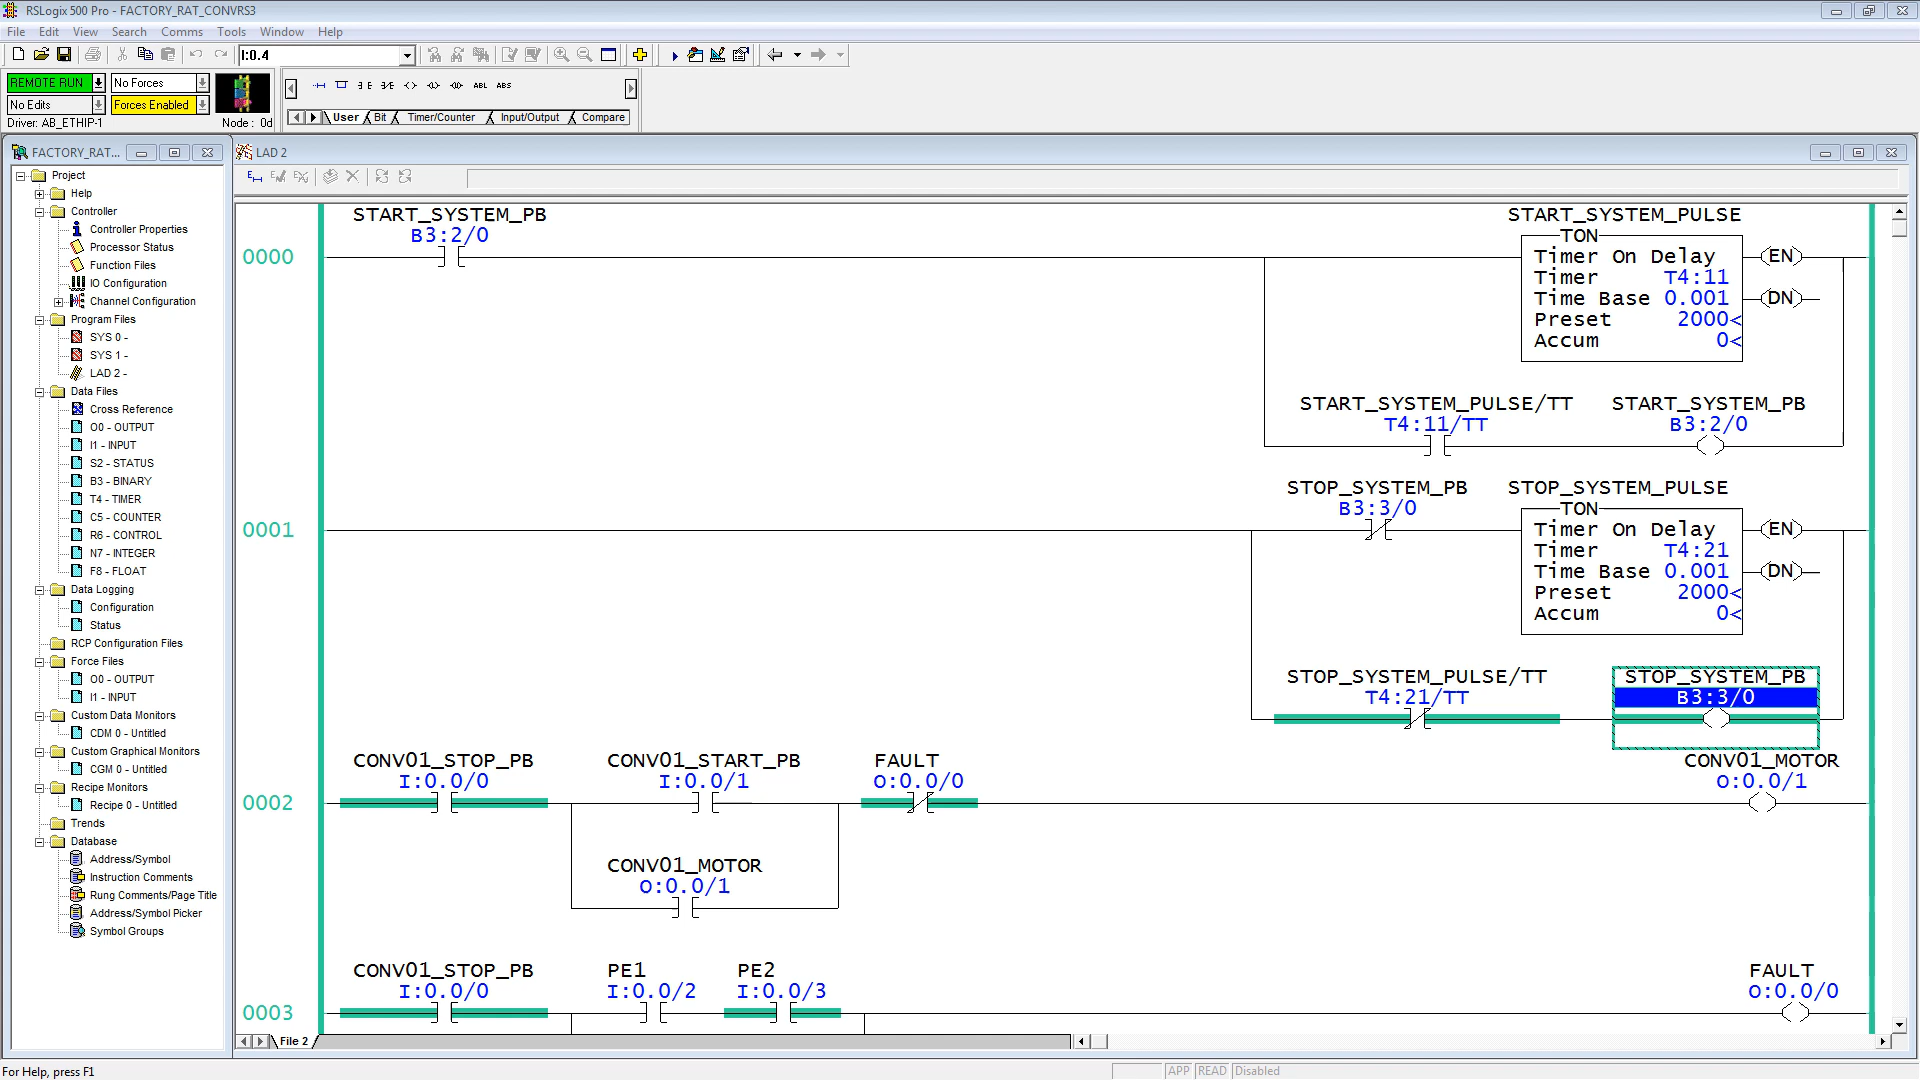 RSLogix 500 Pro - FACTORY_RAT_CONVRS3
File Edit View Search Comms Tools Window Help
I:0.4
REMOTE RUN No Forces
No Edits Forces Enabled
Driver: AB_ETHIP-1 Node : 0d
ABL ABS
User Bit Timer/Counter Input/Output Compare
FACTORY_RAT...
LAD 2
Project
Help
Controller
Controller Properties
Processor Status
Function Files
IO Configuration
Channel Configuration
Program Files
SYS 0 -
SYS 1 -
LAD 2 -
Data Files
Cross Reference
O0 - OUTPUT
I1 - INPUT
S2 - STATUS
B3 - BINARY
T4 - TIMER
C5 - COUNTER
R6 - CONTROL
N7 - INTEGER
F8 - FLOAT
Data Logging
Configuration
Status
RCP Configuration Files
Force Files
O0 - OUTPUT
I1 - INPUT
Custom Data Monitors
CDM 0 - Untitled
Custom Graphical Monitors
CGM 0 - Untitled
Recipe Monitors
Recipe 0 - Untitled
Trends
Database
Address/Symbol
Instruction Comments
Rung Comments/Page Title
Address/Symbol Picker
Symbol Groups
START_SYSTEM_PB START_SYSTEM_PULSE
B3:2/0 TON
0000 Timer On Delay EN
Timer T4:11
Time Base 0.001 DN
Preset 2000<
Accum 0<
START_SYSTEM_PULSE/TT START_SYSTEM_PB
T4:11/TT B3:2/0
STOP_SYSTEM_PB STOP_SYSTEM_PULSE
B3:3/0 TON
0001 Timer On Delay EN
Timer T4:21
Time Base 0.001 DN
Preset 2000<
Accum 0<
STOP_SYSTEM_PULSE/TT STOP_SYSTEM_PB
T4:21/TT B3:3/0
CONV01_STOP_PB CONV01_START_PB FAULT CONV01_MOTOR
I:0.0/0 I:0.0/1 O:0.0/0 O:0.0/1
0002
CONV01_MOTOR
O:0.0/1
CONV01_STOP_PB PE1 PE2 FAULT
I:0.0/0 I:0.0/2 I:0.0/3 O:0.0/0
0003
File 2
For Help, press F1 APP READ Disabled